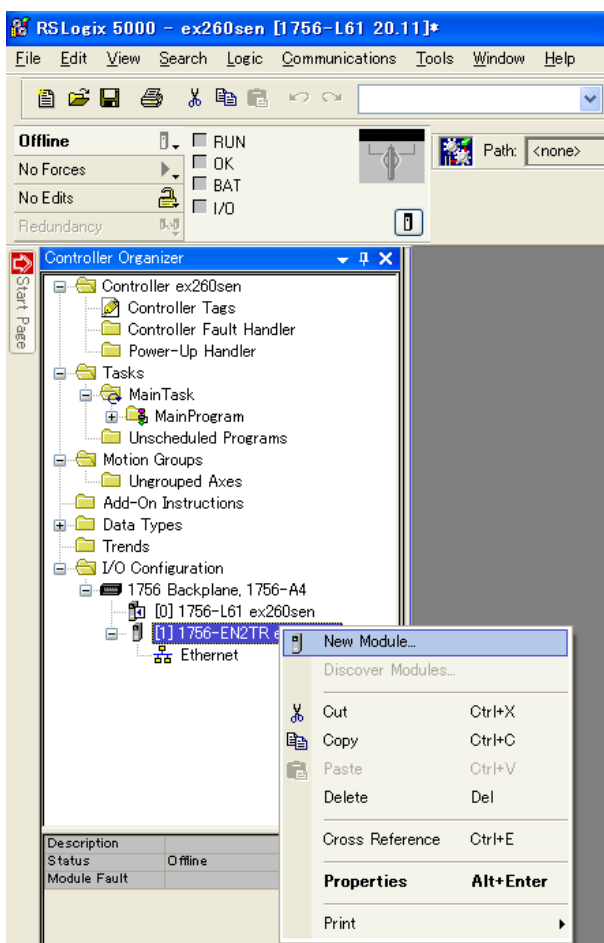 RSLogix 5000 - ex260sen [1756-L61 20.11]*
File Edit View Search Logic Communications Tools Window Help
Offline
RUN
No Forces
OK
No Edits
BAT
Redundancy
I/O
Path: <none>
Start Page
Controller Organizer
Controller ex260sen
Controller Tags
Controller Fault Handler
Power-Up Handler
Tasks
MainTask
MainProgram
Unscheduled Programs
Motion Groups
Ungrouped Axes
Add-On Instructions
Data Types
Trends
I/O Configuration
1756 Backplane, 1756-A4
[0] 1756-L61 ex260sen
[1] 1756-EN2TR e
Ethernet
New Module...
Discover Modules...
Cut Ctrl+X
Copy Ctrl+C
Paste Ctrl+V
Delete Del
Cross Reference Ctrl+E
Properties Alt+Enter
Print
Description
Status Offline
Module Fault